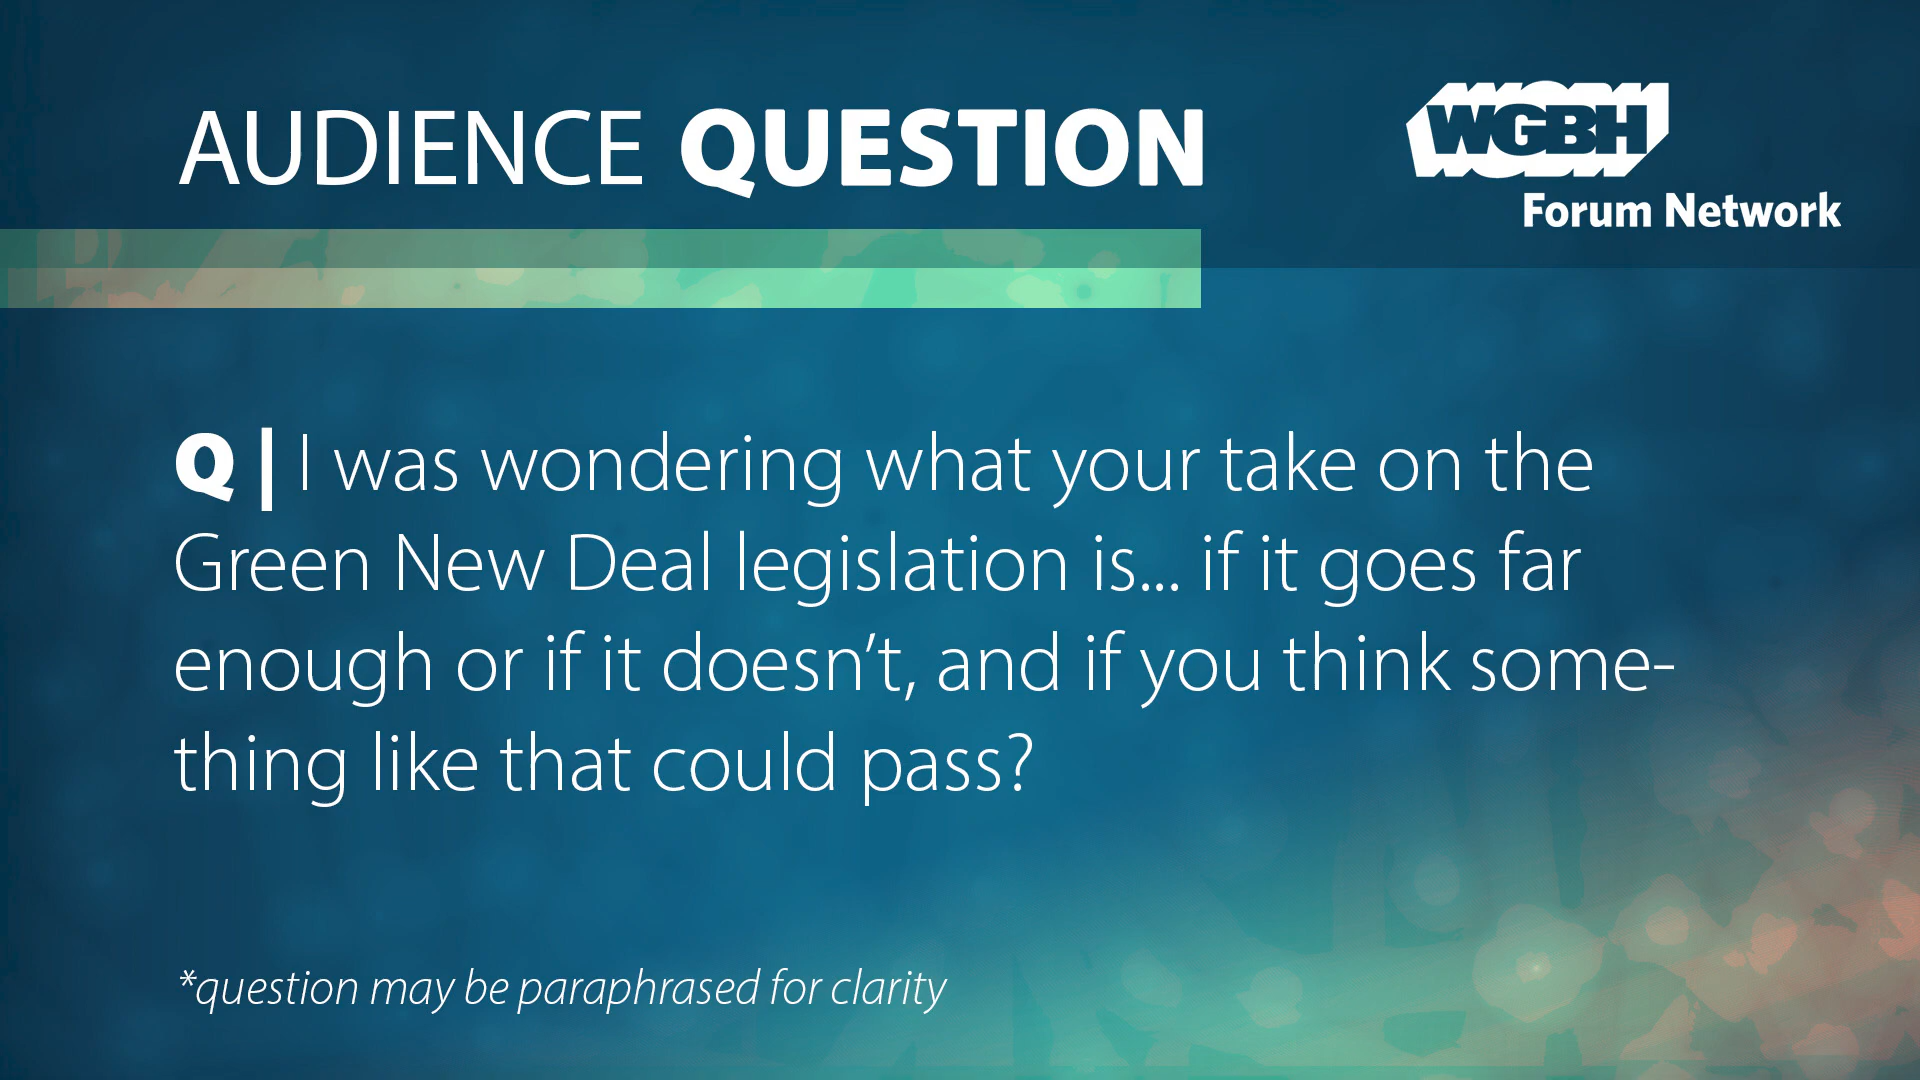 AUDIENCE QUESTION
WGBH
Forum Network
Q | I was wondering what your take on the
Green New Deal legislation is... if it goes far
enough or if it doesn’t, and if you think some-
thing like that could pass?
*question may be paraphrased for clarity